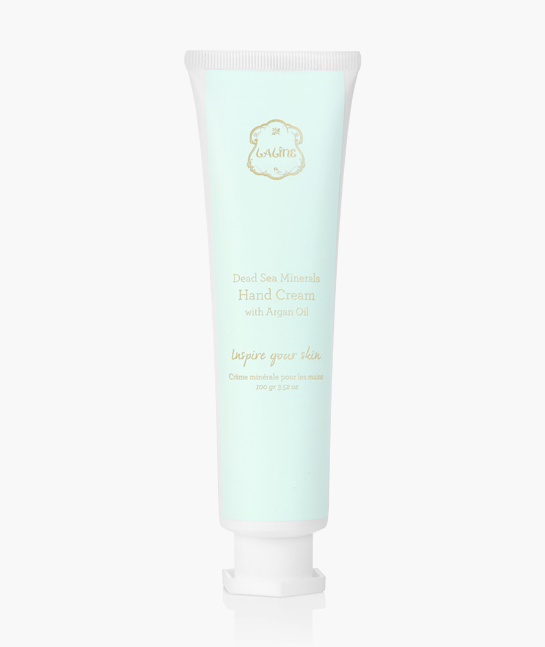 LALINE
Dead Sea Minerals
Hand Cream
with Argan Oil
Inspire your skin
Crème minérale pour les mains
100 gr 3.52 oz